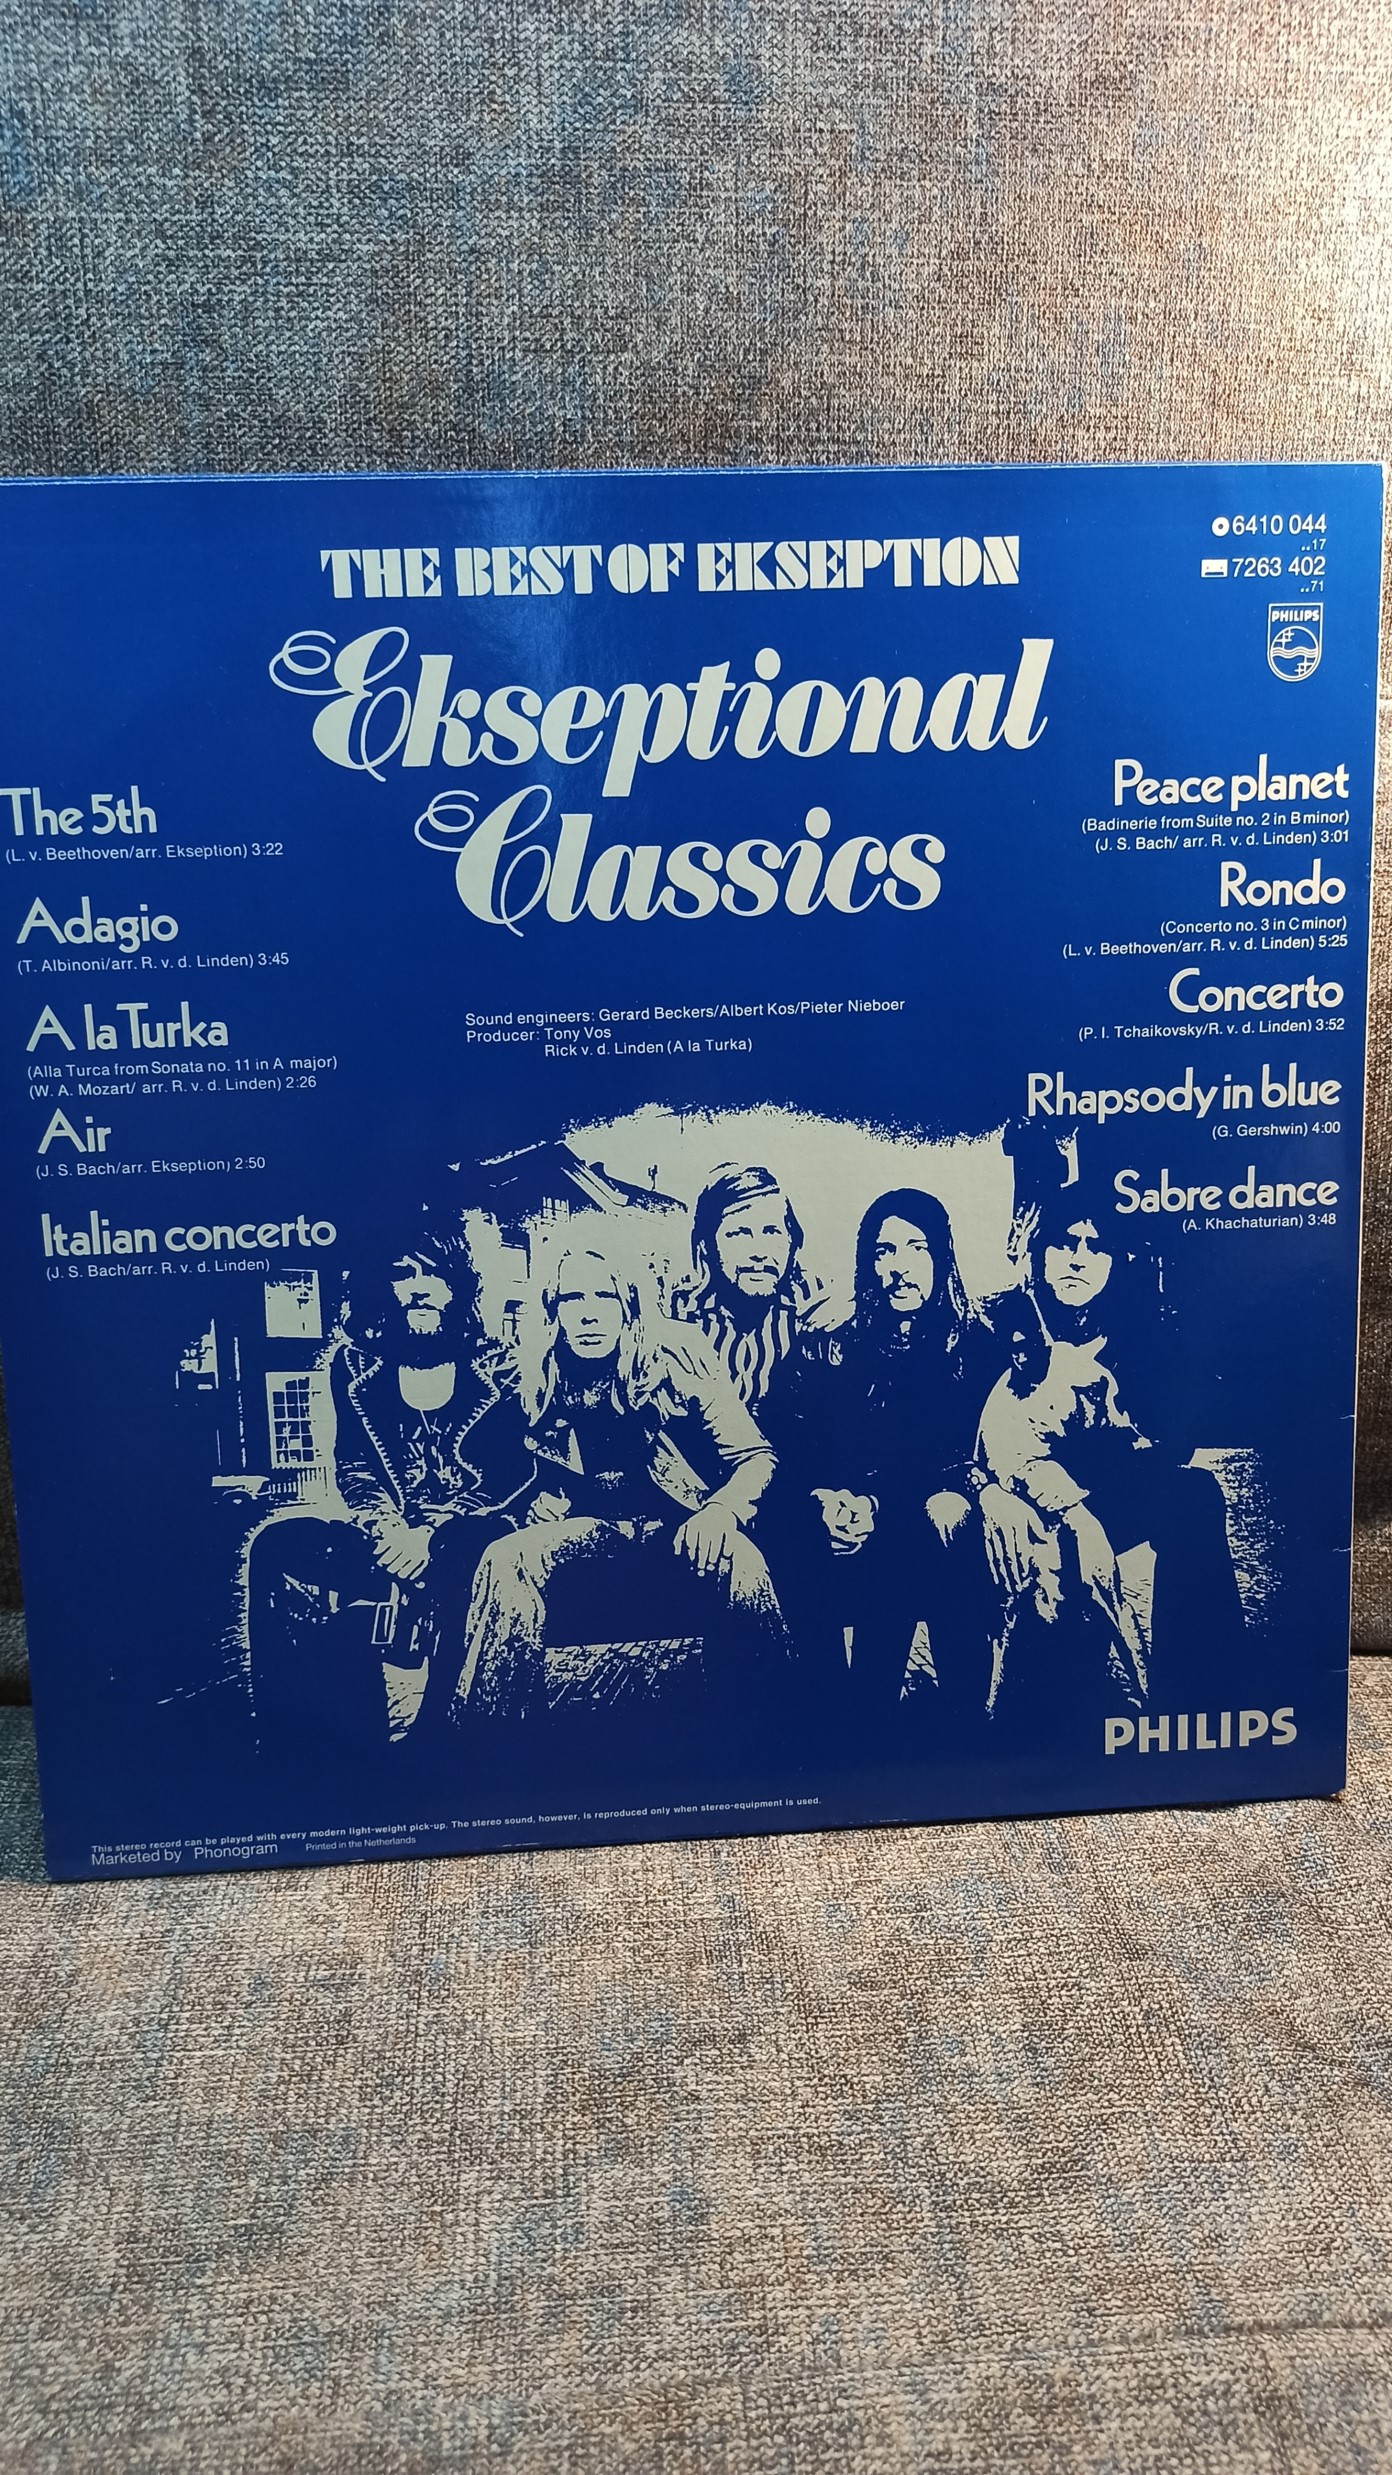 THE BEST OF EKSEPTION
6410 044
..17
7263 402
..71
PHILIPS
Ekseptional
Classics
The 5th
(L. v. Beethoven/arr. Ekseption) 3:22
Adagio
(T. Albinoni/arr. R. v. d. Linden) 3:45
A la Turka
(Alla Turca from Sonata no. 11 in A major)
(W. A. Mozart/ arr. R. v. d. Linden) 2:26
Air
(J. S. Bach/arr. Ekseption) 2:50
Italian concerto
(J. S. Bach/arr. R. v. d. Linden)
Sound engineers: Gerard Beckers/Albert Kos/Pieter Nieboer
Producer: Tony Vos
Rick v. d. Linden (A la Turka)
Peace planet
(Badinerie from Suite no. 2 in B minor)
(J. S. Bach/ arr. R. v. d. Linden) 3:01
Rondo
(Concerto no. 3 in C minor)
(L. v. Beethoven/arr. R. v. d. Linden) 5:25
Concerto
(P. I. Tchaikovsky/R. v. d. Linden) 3:52
Rhapsody in blue
(G. Gershwin) 4:00
Sabre dance
(A. Khachaturian) 3:48
PHILIPS
This stereo record can be played with every modern light-weight pick-up. The stereo sound, however, is reproduced only when stereo-equipment is used.
Marketed by Phonogram Printed in the Netherlands